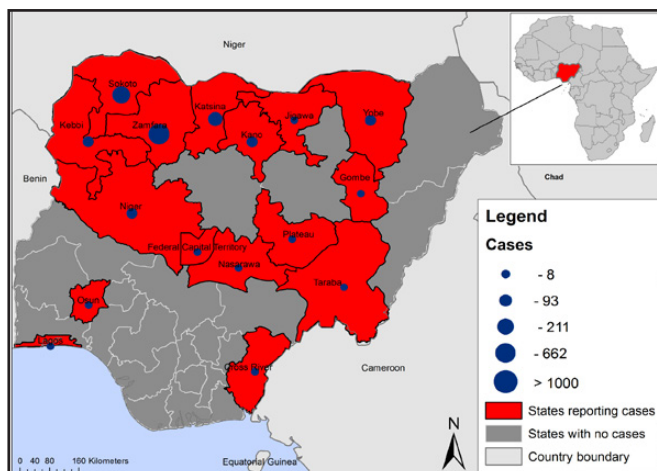 Niger
Sokoto
Katsina
Kebbi
Zamfara
Kano
Jigawa
Yobe
Benin
Gombe
Chad
Niger
Federal Capital Territory
Plateau
Nasarawa
Taraba
Osun
Lagos
Cross River
Cameroon
Equatorial Guinea
N
0 40 80 160 Kilometers
Legend
Cases
- 8
- 93
- 211
- 662
> 1000
States reporting cases
States with no cases
Country boundary